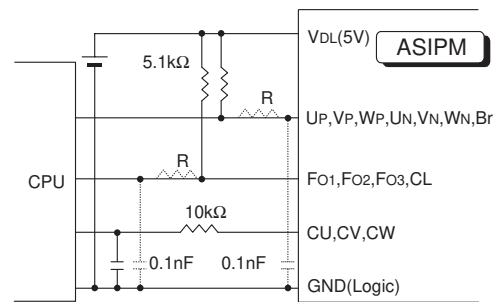 VDL(5V)
ASIPM
5.1kΩ
R
UP,VP,WP,UN,VN,WN,Br
R
CPU
FO1,FO2,FO3,CL
10kΩ
CU,CV,CW
0.1nF
0.1nF
GND(Logic)